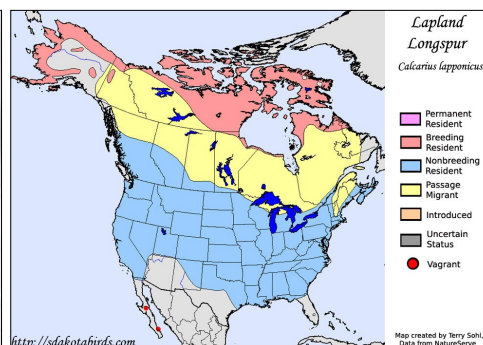 Lapland
Longspur
Calcarius lapponicus
Permanent
Resident
Breeding
Resident
Nonbreeding
Resident
Passage
Migrant
Introduced
Uncertain
Status
Vagrant
http://sdakotabirds.com
Map created by Terry Sohl,
Data from NatureServe